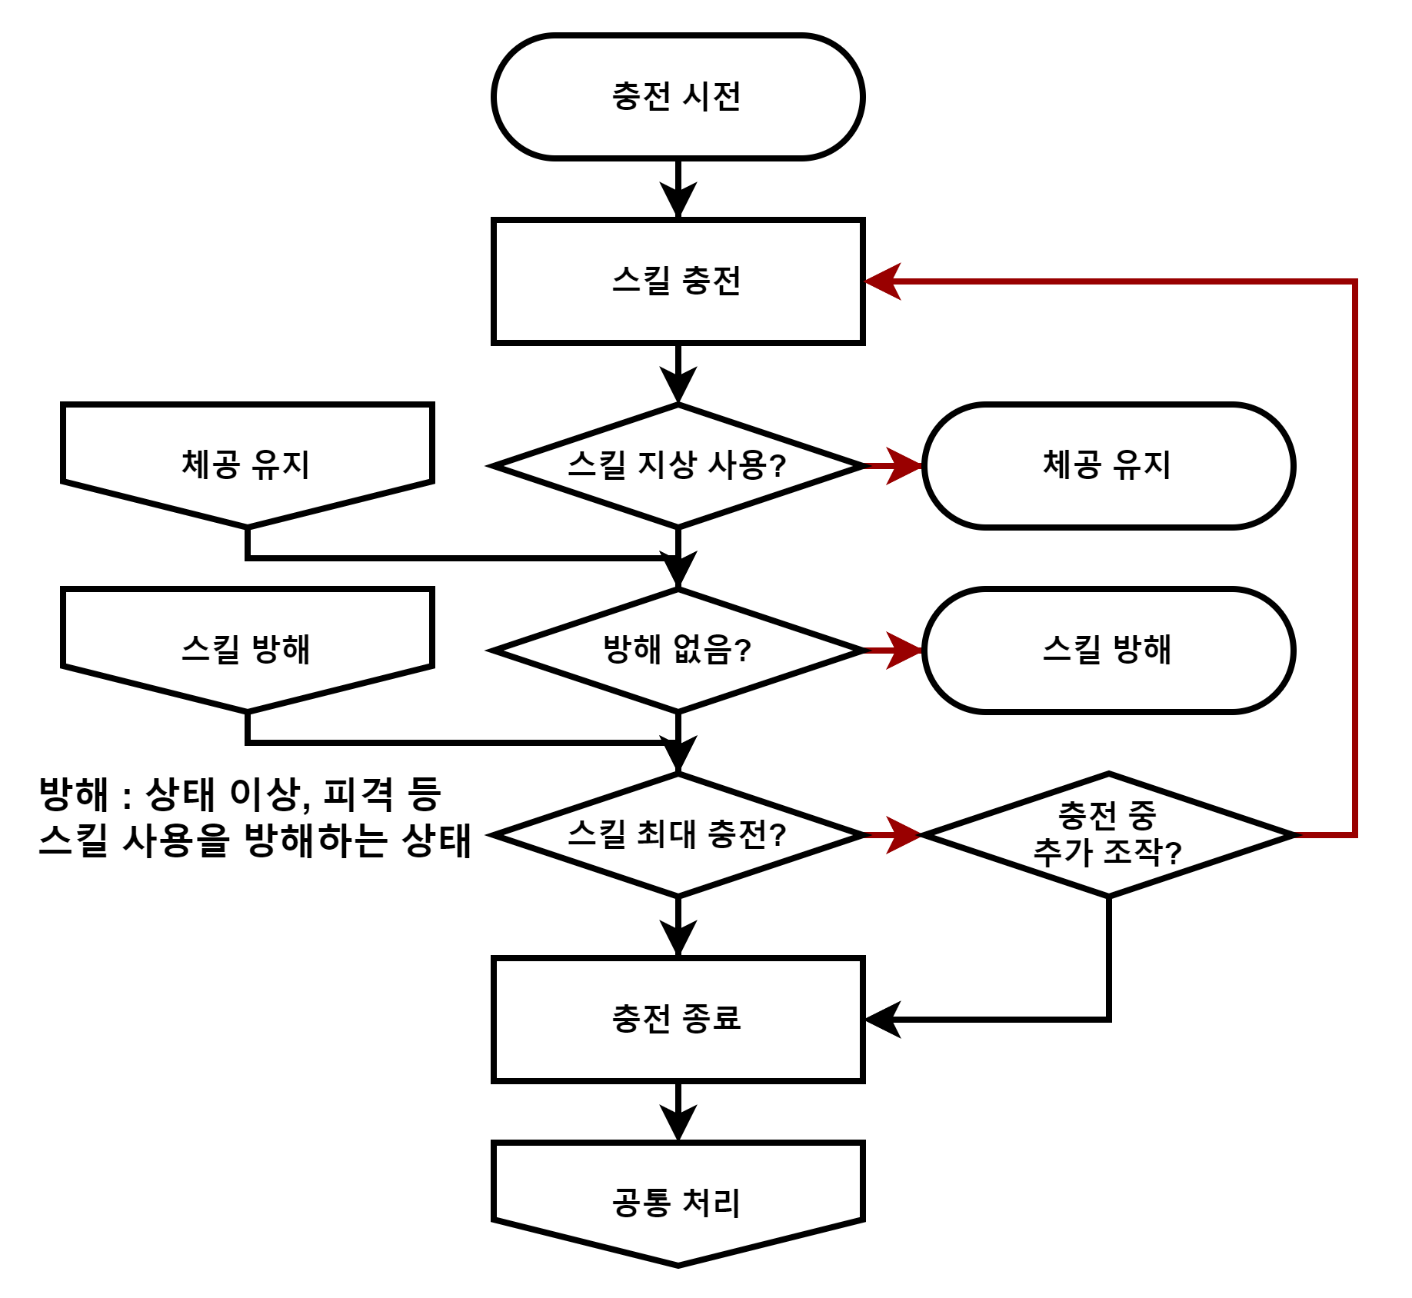 충전 시전
스킬 충전
체공 유지
스킬 지상 사용?
체공 유지
스킬 방해
방해 없음?
스킬 방해
방해 : 상태 이상, 피격 등
스킬 사용을 방해하는 상태
스킬 최대 충전?
충전 중
추가 조작?
충전 종료
공통 처리